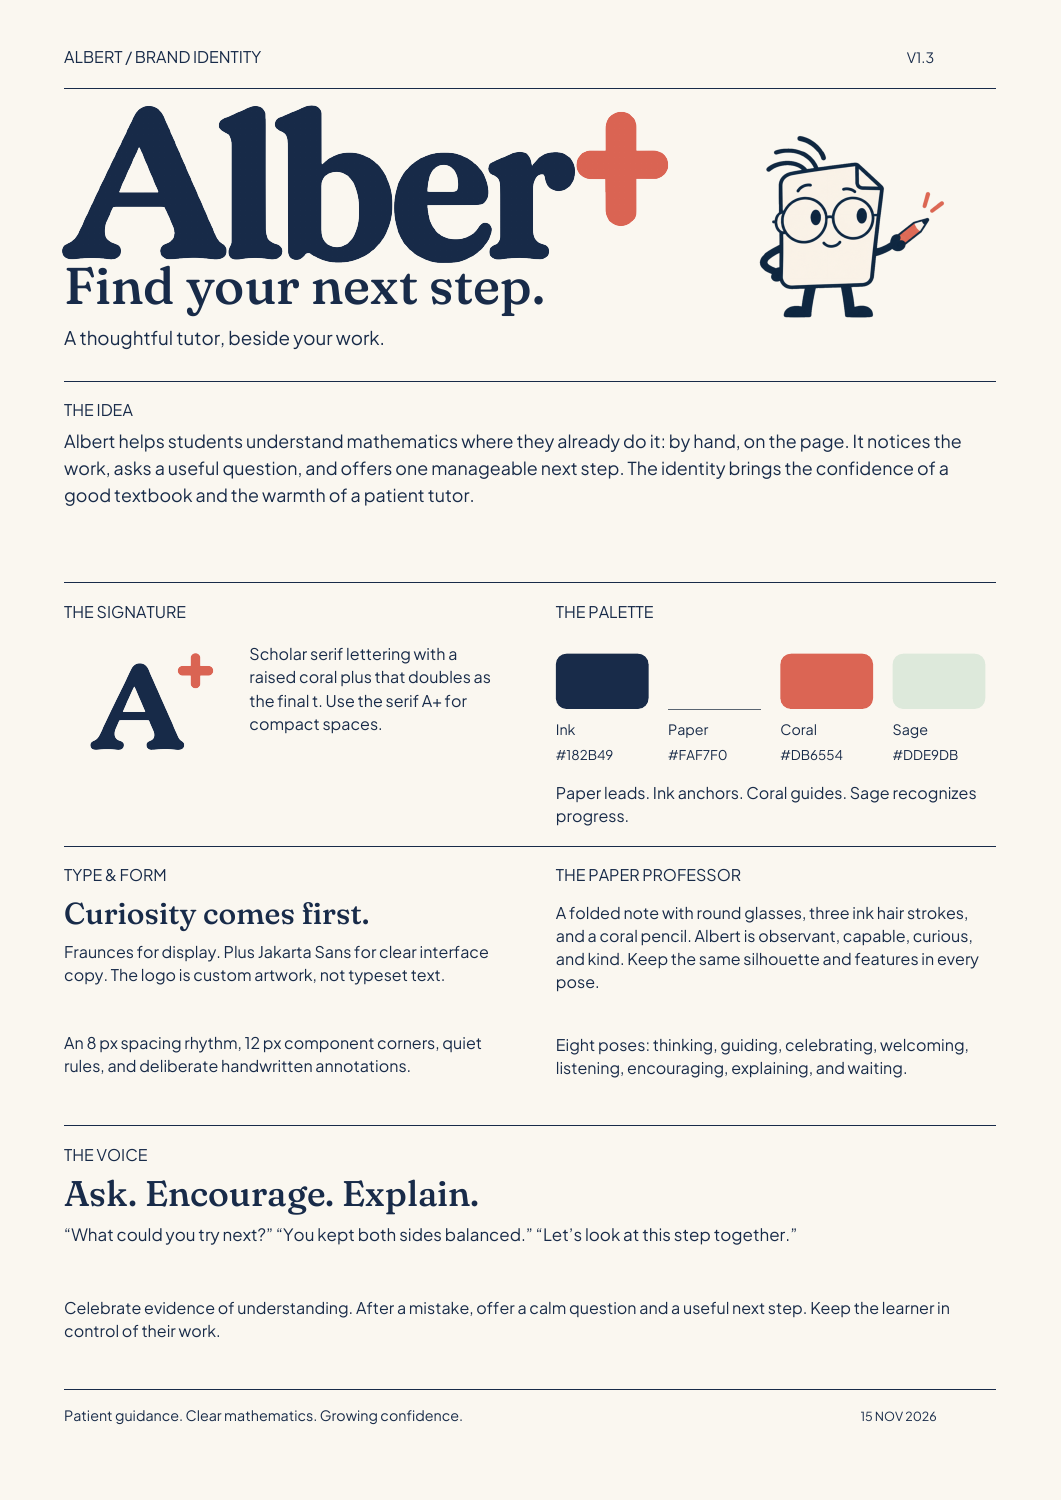 ALBERT / BRAND IDENTITY
V1.3
Alber+
Find your next step.
A thoughtful tutor, beside your work.
THE IDEA
Albert helps students understand mathematics where they already do it: by hand, on the page. It notices the
work, asks a useful question, and offers one manageable next step. The identity brings the confidence of a
good textbook and the warmth of a patient tutor.
THE SIGNATURE
A+
Scholar serif lettering with a
raised coral plus that doubles as
the final t. Use the serif A+ for
compact spaces.
THE PALETTE
Ink
#182B49
Paper
#FAF7F0
Coral
#DB6554
Sage
#DDE9DB
Paper leads. Ink anchors. Coral guides. Sage recognizes
progress.
TYPE & FORM
Curiosity comes first.
Fraunces for display. Plus Jakarta Sans for clear interface
copy. The logo is custom artwork, not typeset text.
An 8 px spacing rhythm, 12 px component corners, quiet
rules, and deliberate handwritten annotations.
THE PAPER PROFESSOR
A folded note with round glasses, three ink hair strokes,
and a coral pencil. Albert is observant, capable, curious,
and kind. Keep the same silhouette and features in every
pose.
Eight poses: thinking, guiding, celebrating, welcoming,
listening, encouraging, explaining, and waiting.
THE VOICE
Ask. Encourage. Explain.
“What could you try next?” “You kept both sides balanced.” “Let’s look at this step together.”
Celebrate evidence of understanding. After a mistake, offer a calm question and a useful next step. Keep the learner in
control of their work.
Patient guidance. Clear mathematics. Growing confidence.
15 NOV 2026